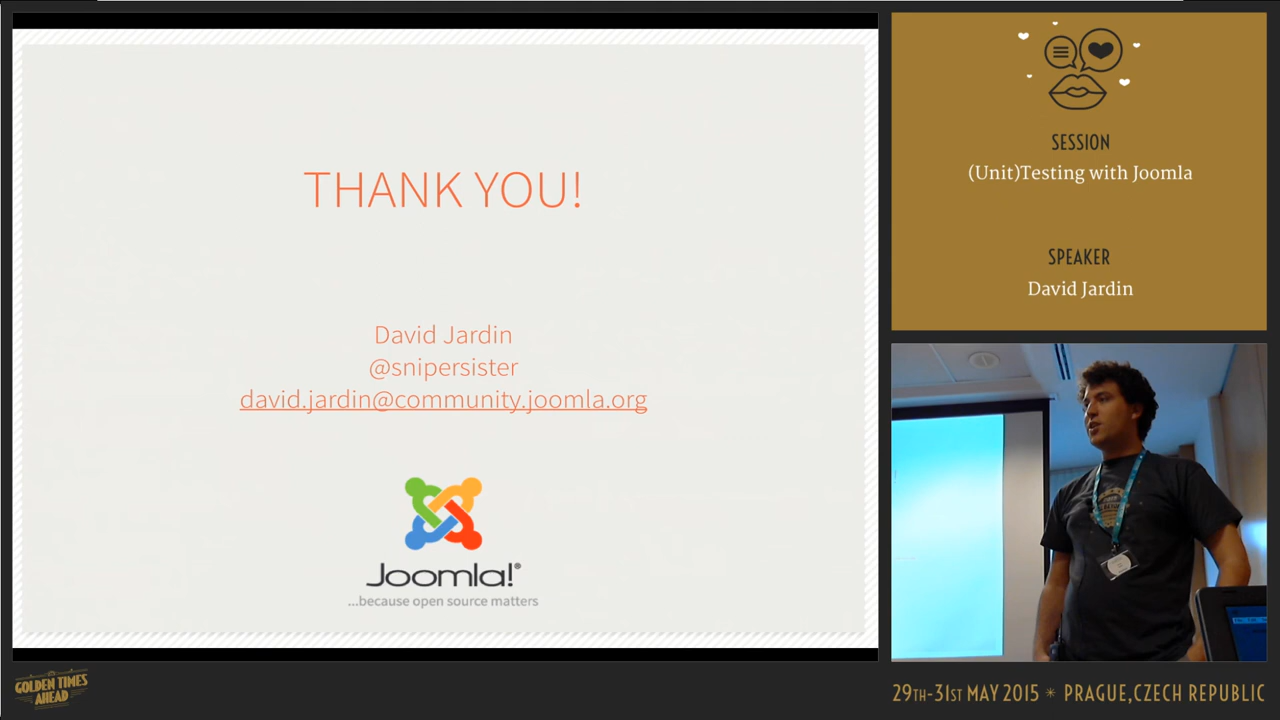 THANK YOU!
David Jardin
@snipersister
david.jardin@community.joomla.org
Joomla!®
...because open source matters
SESSION
(Unit)Testing with Joomla
SPEAKER
David Jardin
GOLDEN TIMES
AHEAD
29TH-31ST MAY 2015 * PRAGUE,CZECH REPUBLIC